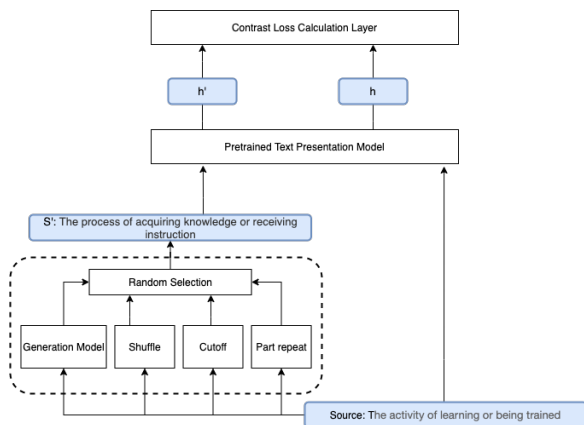 Contrast Loss Calculation Layer
h'
h
Pretrained Text Presentation Model
S': The process of acquiring knowledge or receiving
instruction
Random Selection
Generation Model
Shuffle
Cutoff
Part repeat
Source: The activity of learning or being trained